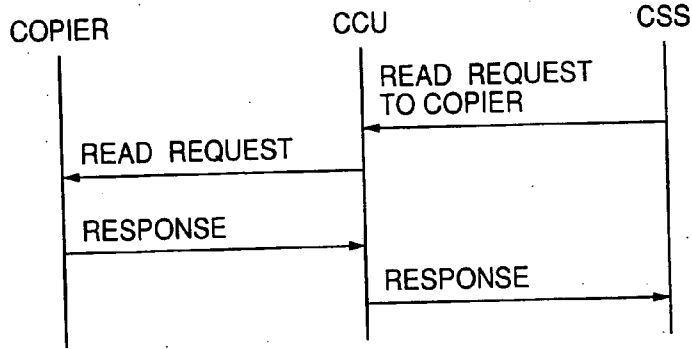 COPIER
CCU
CSS
READ REQUEST
TO COPIER
READ REQUEST
RESPONSE
RESPONSE